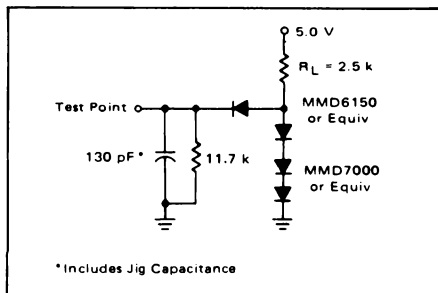 5.0 V
R_L = 2.5 k
Test Point
MMD6150
or Equiv
130 pF*
11.7 k
MMD7000
or Equiv
*Includes Jig Capacitance